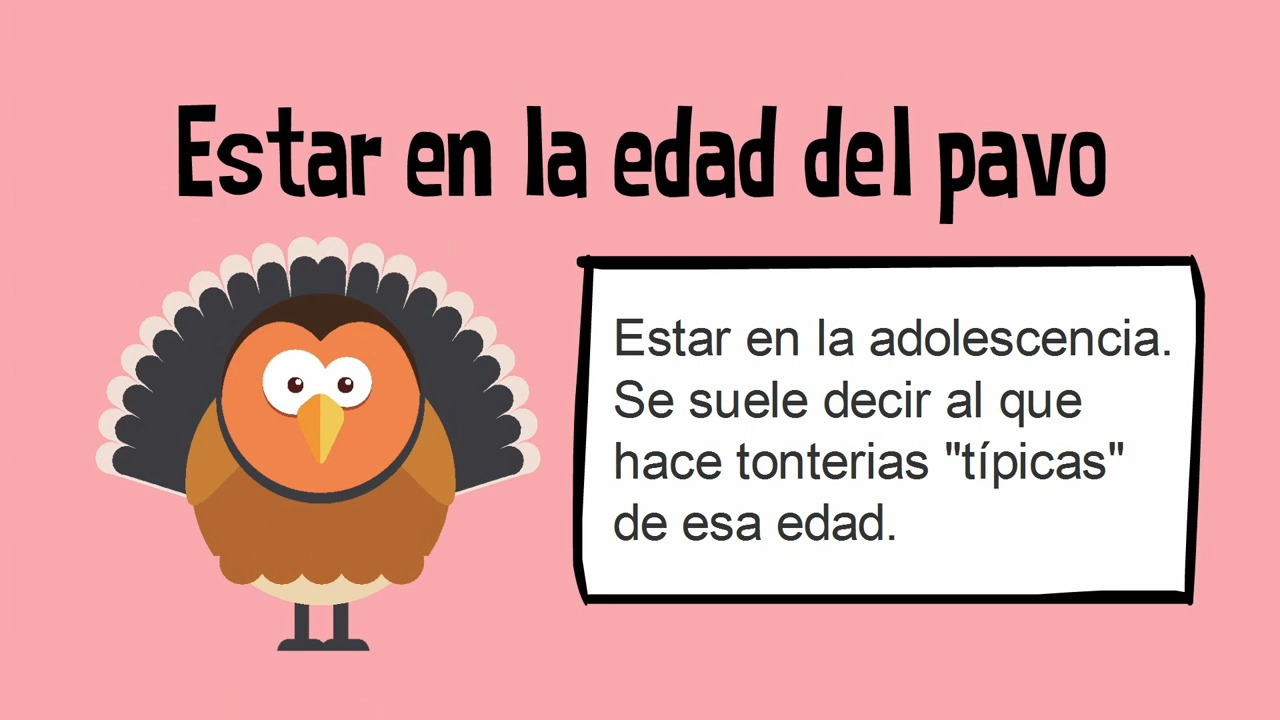 Estar en la edad del pavo
Estar en la adolescencia.
Se suele decir al que
hace tonterias "típicas"
de esa edad.